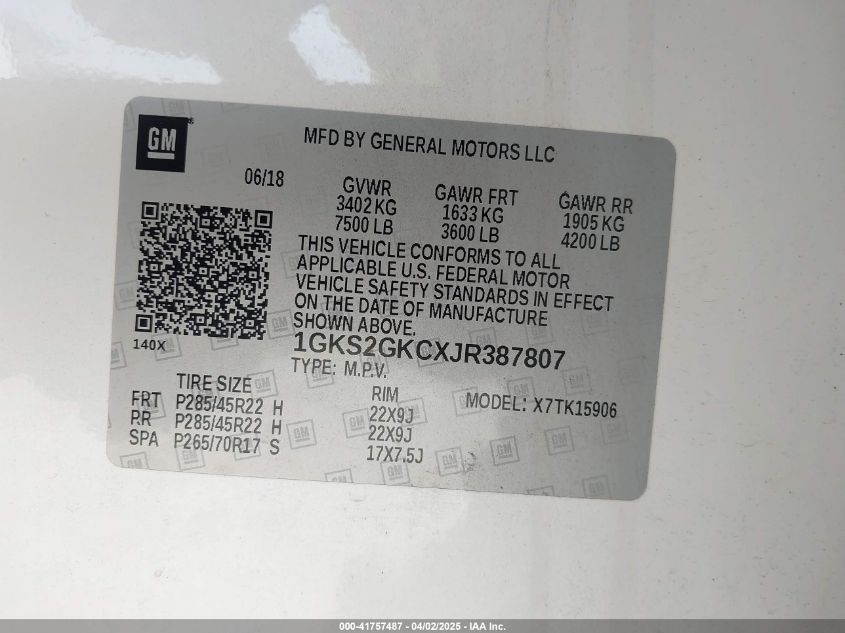 GM
MFD BY GENERAL MOTORS LLC
06/18
GVWR GAWR FRT GAWR RR
3402 KG 1633 KG 1905 KG
7500 LB 3600 LB 4200 LB
THIS VEHICLE CONFORMS TO ALL
APPLICABLE U.S. FEDERAL MOTOR
VEHICLE SAFETY STANDARDS IN EFFECT
ON THE DATE OF MANUFACTURE
SHOWN ABOVE.
140X
1GKS2GKCXJR387807
TYPE: M.P.V.
TIRE SIZE RIM MODEL: X7TK15906
FRT P285/45R22 H 22X9J
RR P285/45R22 H 22X9J
SPA P265/70R17 S 17X7.5J
000-41757487 - 04/02/2025 - IAA Inc.